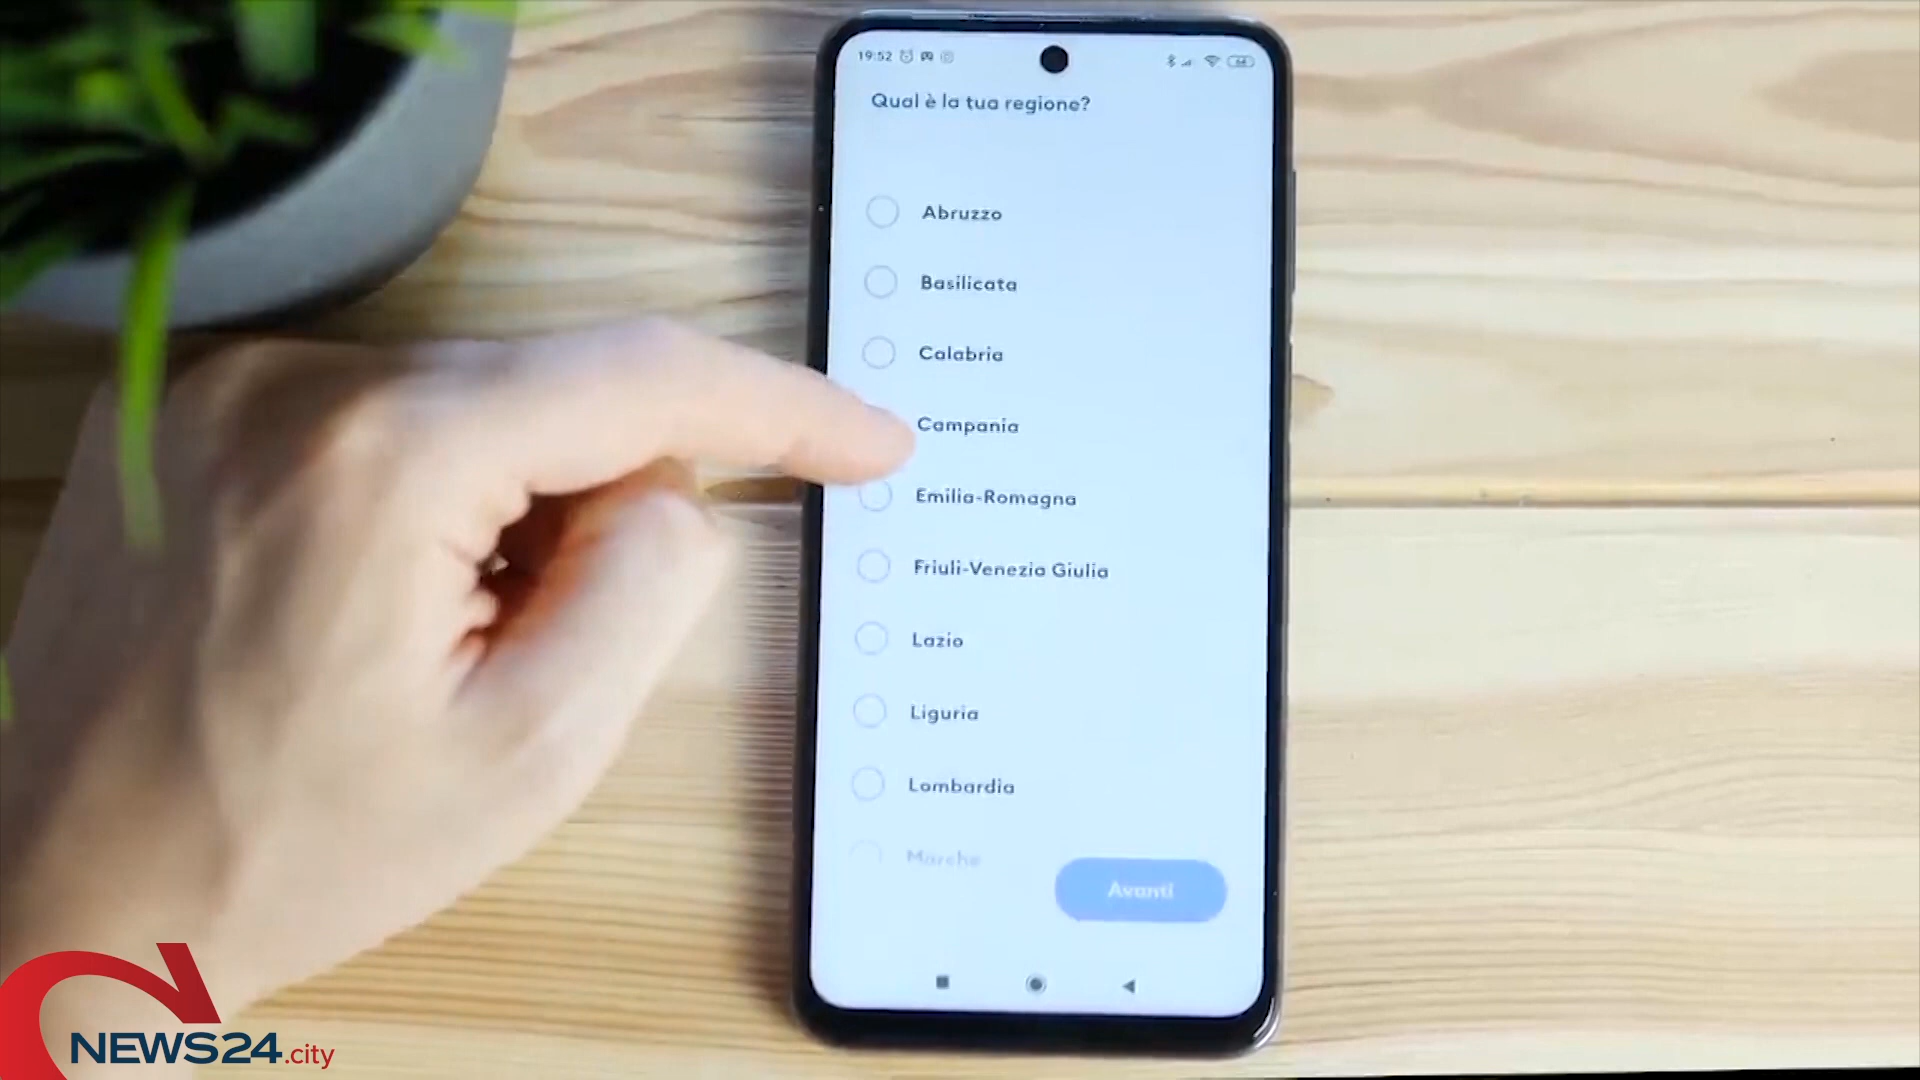 19:52
64
Qual è la tua regione?
Abruzzo
Basilicata
Calabria
Campania
Emilia-Romagna
Friuli-Venezia Giulia
Lazio
Liguria
Lombardia
Marche
Avanti
NEWS24.city